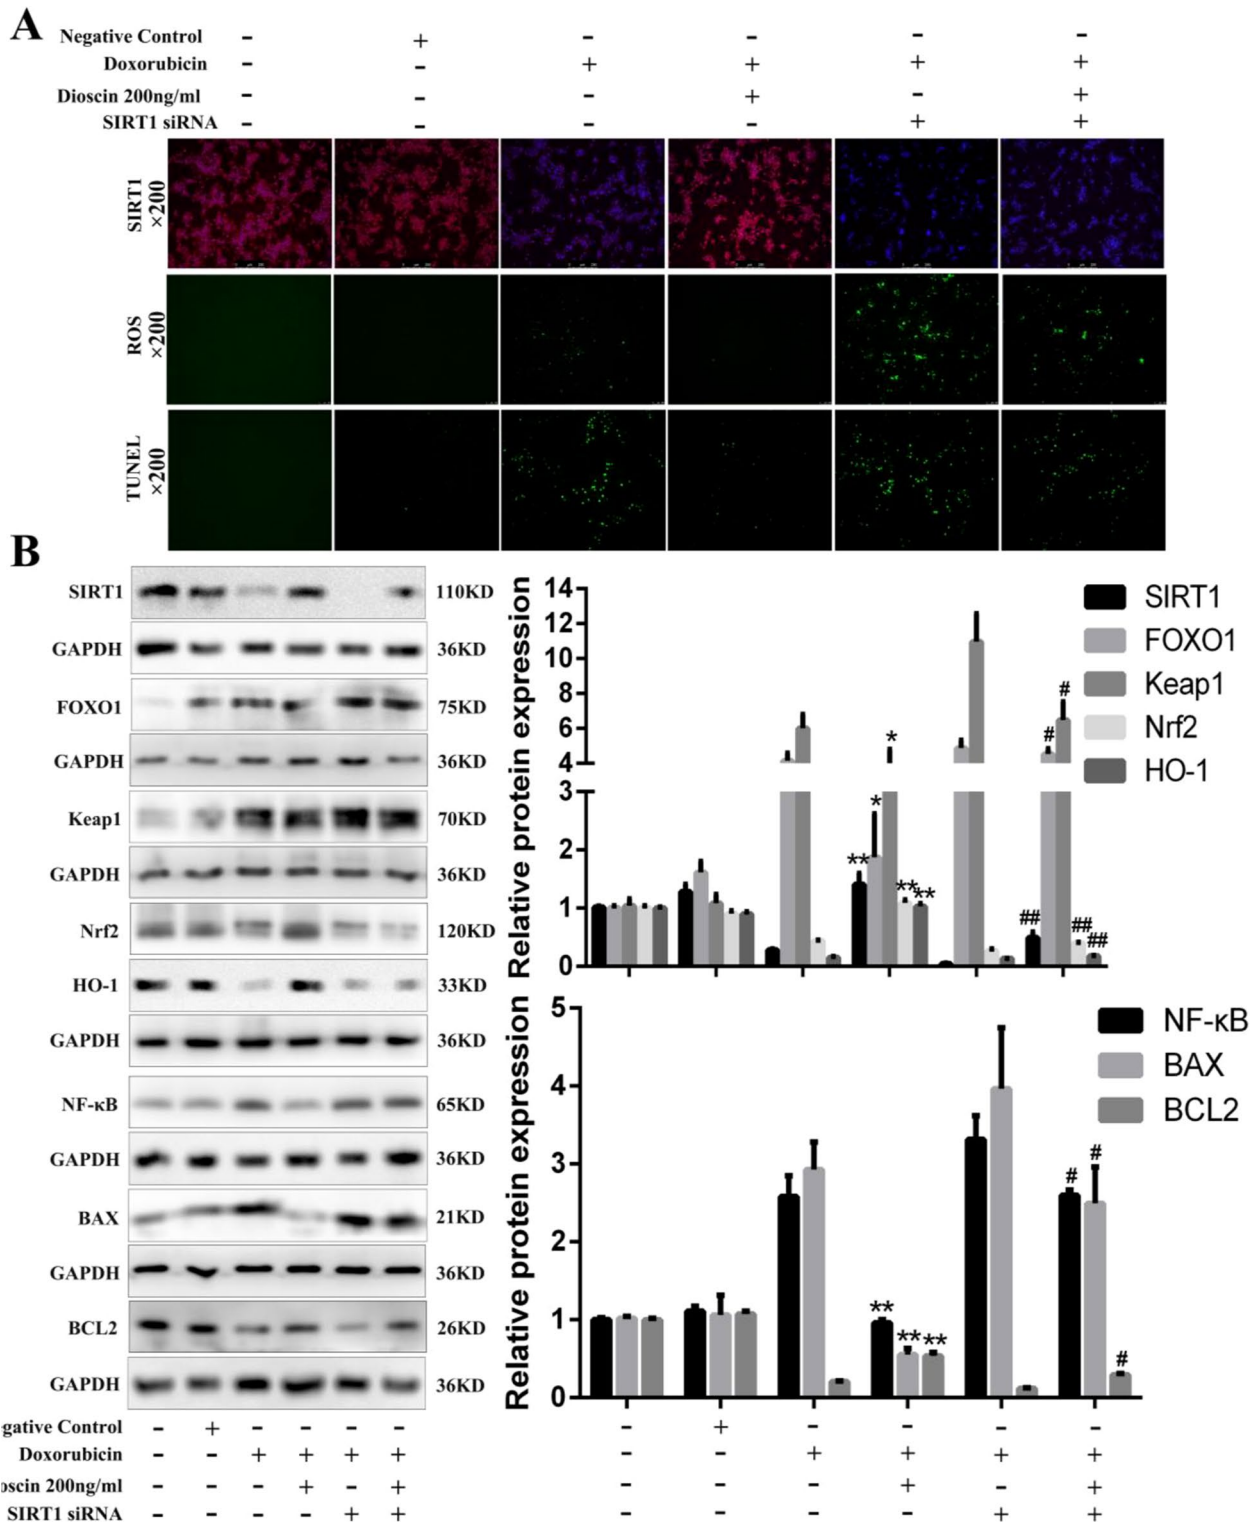 A
Negative Control - + - - - -
Doxorubicin - - + + + +
Dioscin 200ng/ml - - - + - +
SIRT1 siRNA - - - - + +
SIRT1
×200
ROS
×200
TUNEL
×200
B
SIRT1 110KD
GAPDH 36KD
FOXO1 75KD
GAPDH 36KD
Keap1 70KD
GAPDH 36KD
Nrf2 120KD
HO-1 33KD
GAPDH 36KD
NF-κB 65KD
GAPDH 36KD
BAX 21KD
GAPDH 36KD
BCL2 26KD
GAPDH 36KD
gative Control - + - - - -
Doxorubicin - - + + + +
oscin 200ng/ml - - - + - +
SIRT1 siRNA - - - - + +
Relative protein expression
14
12
10
8
6
4
3
2
1
0
** * * ** **
## # # ## ##
SIRT1
FOXO1
Keap1
Nrf2
HO-1
Relative protein expression
5
4
3
2
1
0
** ** **
# # #
NF-κB
BAX
BCL2
- + - - - -
- - + + + +
- - - + - +
- - - - + +